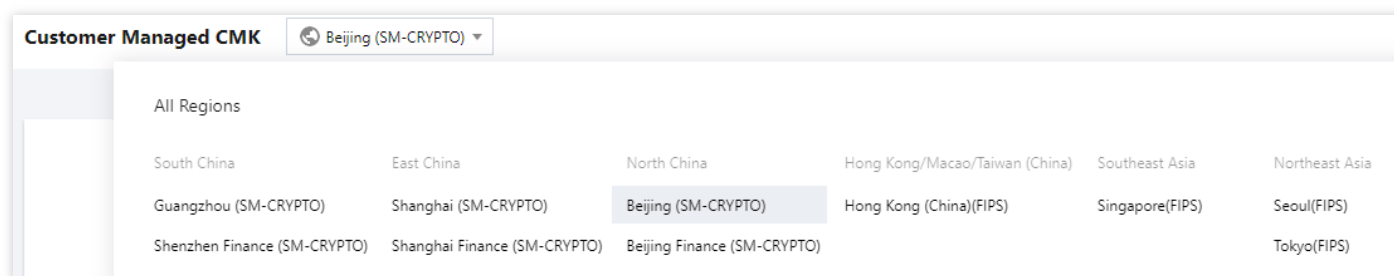 Customer Managed CMK Beijing (SM-CRYPTO)
All Regions
South China East China North China Hong Kong/Macao/Taiwan (China) Southeast Asia Northeast Asia
Guangzhou (SM-CRYPTO) Shanghai (SM-CRYPTO) Beijing (SM-CRYPTO) Hong Kong (China)(FIPS) Singapore(FIPS) Seoul(FIPS)
Shenzhen Finance (SM-CRYPTO) Shanghai Finance (SM-CRYPTO) Beijing Finance (SM-CRYPTO) Tokyo(FIPS)